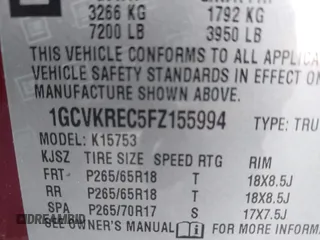 3266 KG 1792 KG
7200 LB 3950 LB
THIS VEHICLE CONFORMS TO ALL
VEHICLE SAFETY STANDARDS IN EFFECT ON
MANUFACTURE SHOWN ABOVE.
1GCVKREC5FZ155994 TYPE: TRU
MODEL: K15753
KJSZ TIRE SIZE SPEED RTG RIM
FRT P265/65R18 T 18X8.5J
RR P265/65R18 T 18X8.5J
SPA P265/70R17 S 17X7.5J
SEE OWNER'S MANUAL
DREAMBID